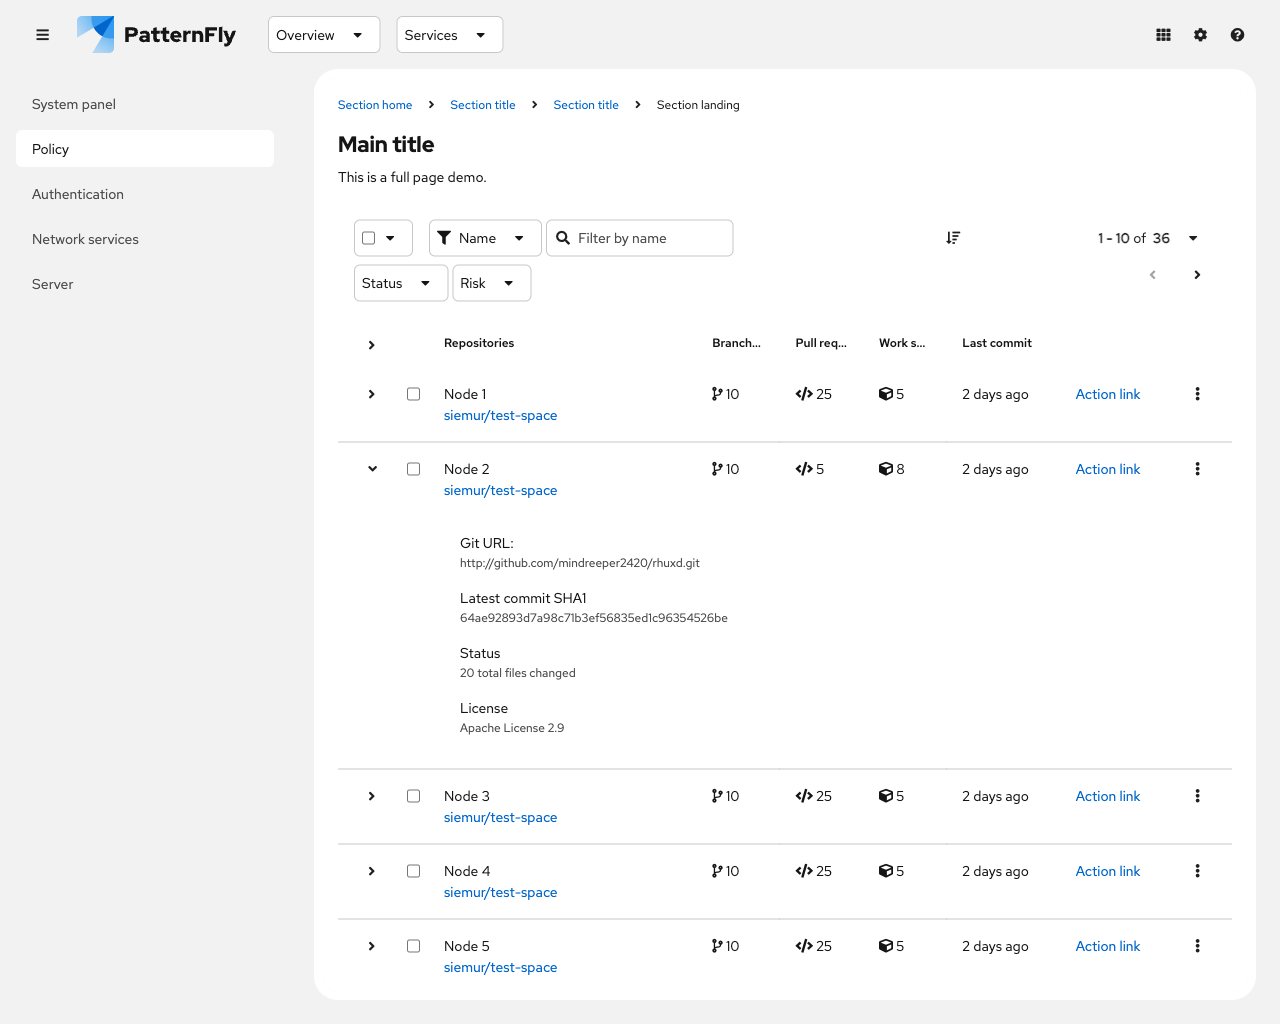 PatternFly
Overview
Services
System panel
Policy
Authentication
Network services
Server
Section home
Section title
Section title
Section landing
Main title
This is a full page demo.
Name
Filter by name
1 - 10 of 36
Status
Risk
Repositories
Branch...
Pull req...
Work s...
Last commit
Node 1
siemur/test-space
10
25
5
2 days ago
Action link
Node 2
siemur/test-space
10
5
8
2 days ago
Action link
Git URL:
http://github.com/mindreeper2420/rhuxd.git
Latest commit SHA1
64ae92893d7a98c71b3ef56835ed1c96354526be
Status
20 total files changed
License
Apache License 2.9
Node 3
siemur/test-space
10
25
5
2 days ago
Action link
Node 4
siemur/test-space
10
25
5
2 days ago
Action link
Node 5
siemur/test-space
10
25
5
2 days ago
Action link